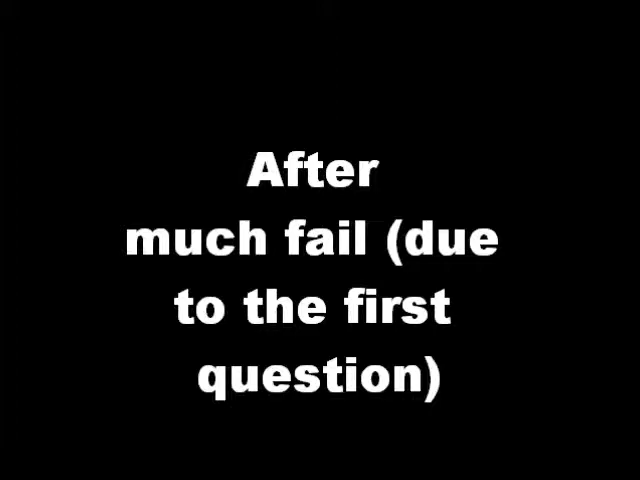 After
much fail (due
to the first
question)